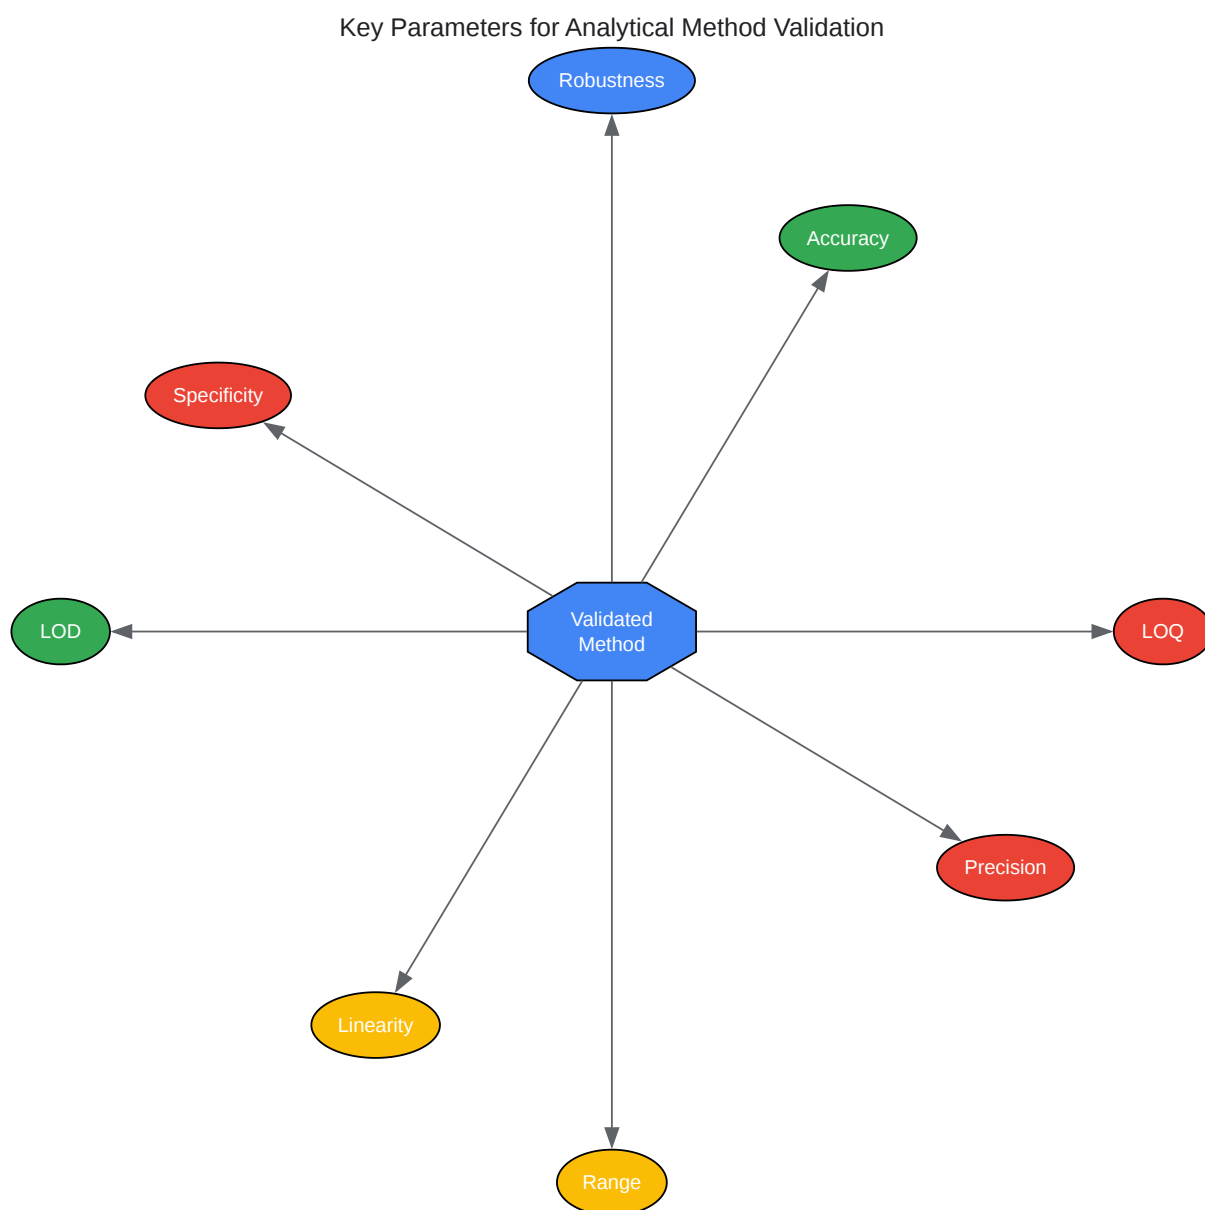 Key Parameters for Analytical Method Validation
Robustness
Accuracy
Specificity
Validated
Method
LOD
LOQ
Precision
Linearity
Range